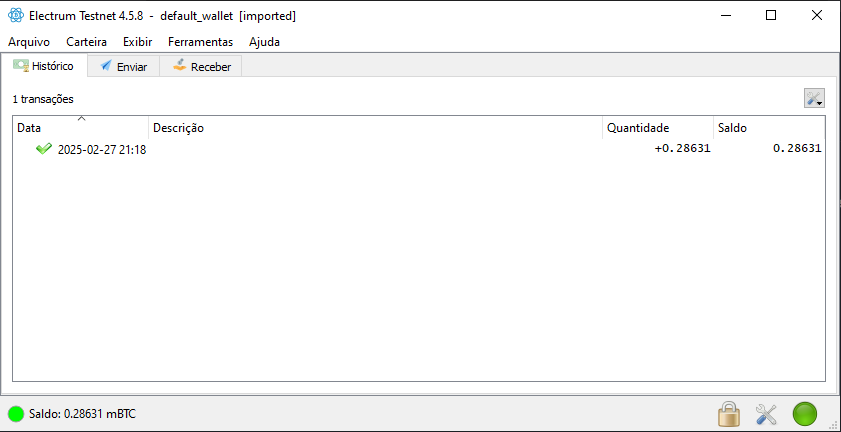 Electrum Testnet 4.5.8 - default_wallet [imported]
Arquivo Carteira Exibir Ferramentas Ajuda
Histórico Enviar Receber
1 transações
Data Descrição Quantidade Saldo
2025-02-27 21:18 +0.28631 0.28631
Saldo: 0.28631 mBTC